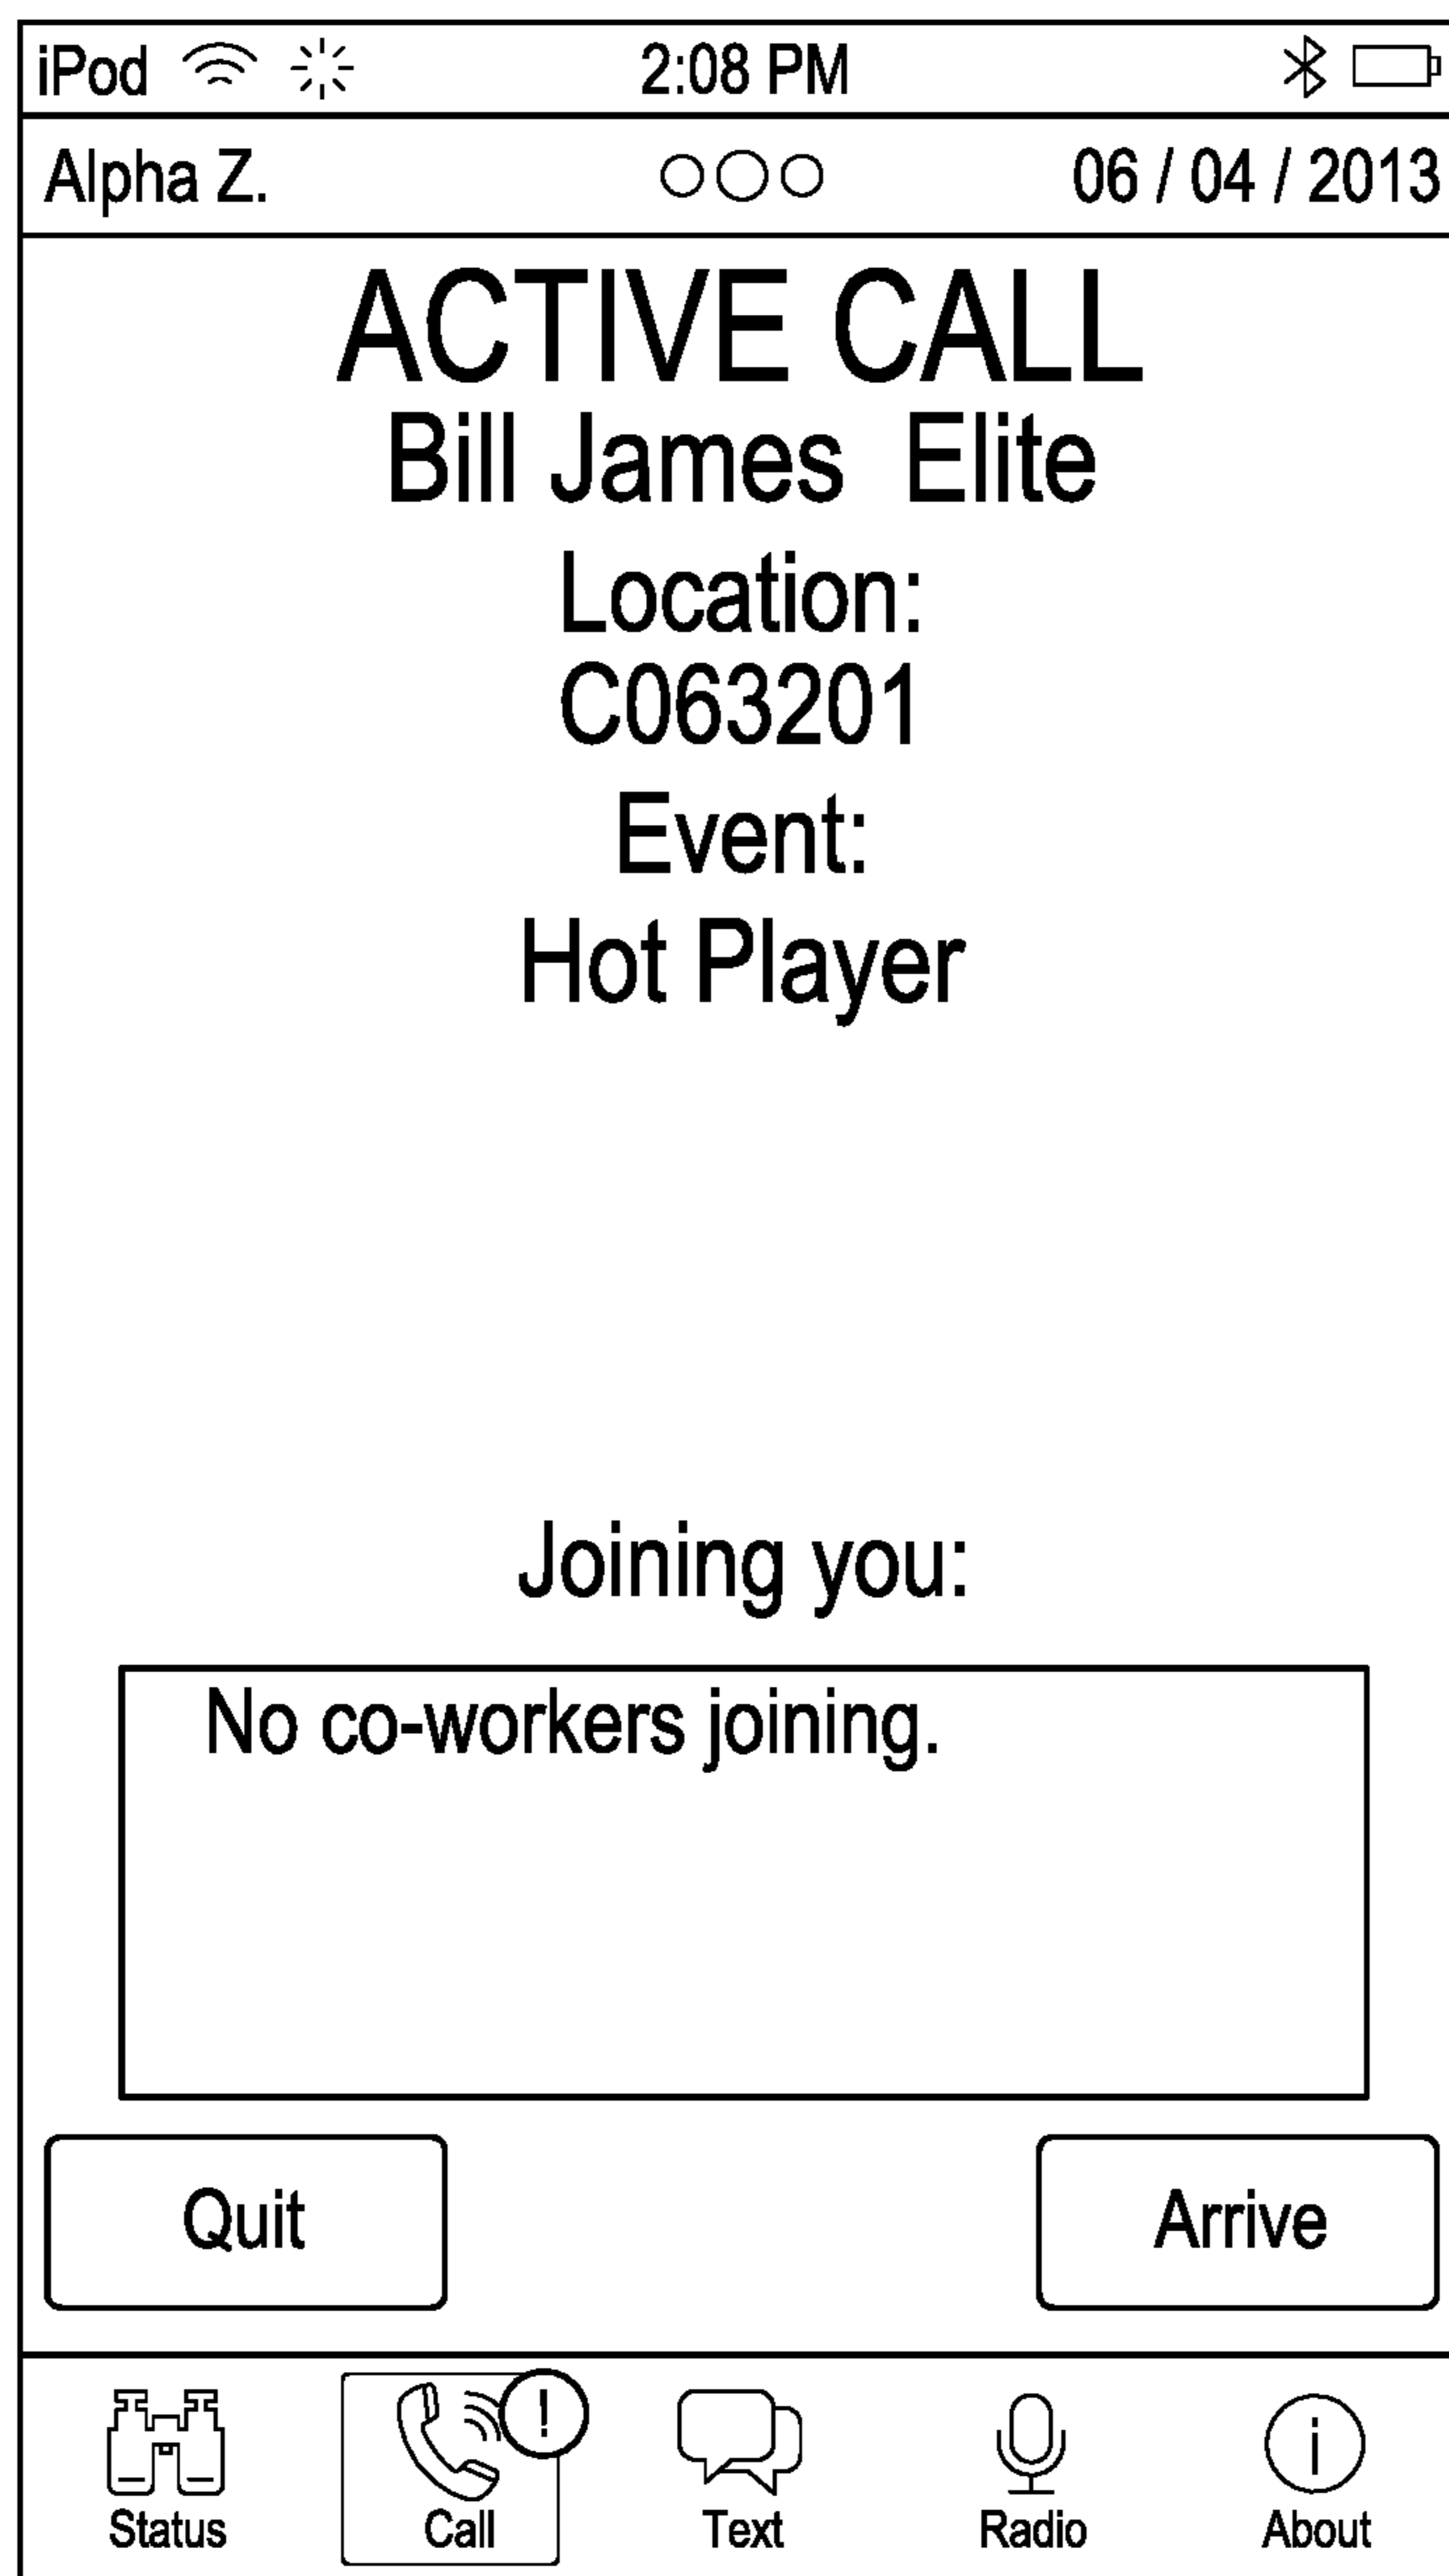 iPod 2:08 PM
Alpha Z. 06 / 04 / 2013
ACTIVE CALL
Bill James Elite
Location:
C063201
Event:
Hot Player
Joining you:
No co-workers joining.
Quit Arrive
!
i
Status Call Text Radio About